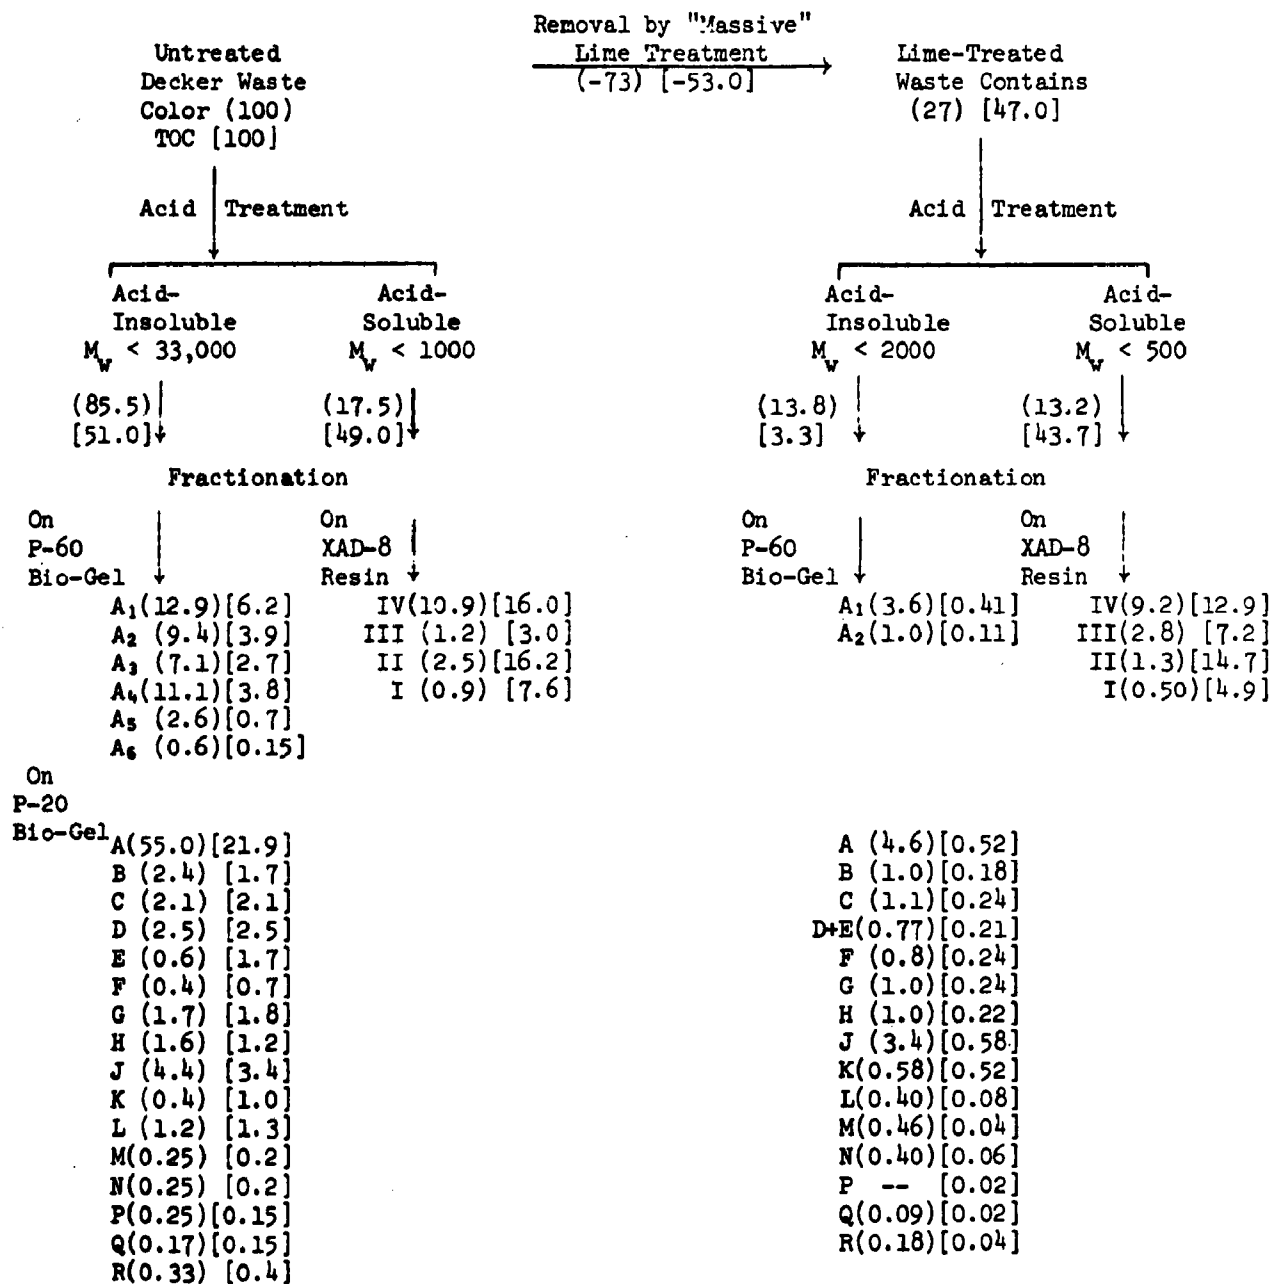 Removal by "Massive"
Lime Treatment
(-73) [-53.0]
Untreated
Decker Waste
Color (100)
TOC [100]
Lime-Treated
Waste Contains
(27) [47.0]
Acid Treatment
Acid Treatment
Acid-
Insoluble
Mw < 33,000
(85.5)
[51.0]
Acid-
Soluble
Mw < 1000
(17.5)
[49.0]
Acid-
Insoluble
Mw < 2000
(13.8)
[3.3]
Acid-
Soluble
Mw < 500
(13.2)
[43.7]
Fractionation
Fractionation
On
P-60
Bio-Gel
A1(12.9)[6.2]
A2 (9.4)[3.9]
A3 (7.1)[2.7]
A4(11.1)[3.8]
A5 (2.6)[0.7]
A6 (0.6)[0.15]
On
XAD-8
Resin
IV(10.9)[16.0]
III (1.2) [3.0]
II (2.5)[16.2]
I (0.9) [7.6]
On
P-60
Bio-Gel
A1(3.6)[0.41]
A2(1.0)[0.11]
On
XAD-8
Resin
IV(9.2)[12.9]
III(2.8) [7.2]
II(1.3)[14.7]
I(0.50)[4.9]
On
P-20
Bio-Gel
A(55.0)[21.9]
B (2.4) [1.7]
C (2.1) [2.1]
D (2.5) [2.5]
E (0.6) [1.7]
F (0.4) [0.7]
G (1.7) [1.8]
H (1.6) [1.2]
J (4.4) [3.4]
K (0.4) [1.0]
L (1.2) [1.3]
M(0.25) [0.2]
N(0.25) [0.2]
P(0.25)[0.15]
Q(0.17)[0.15]
R(0.33) [0.4]
A (4.6)[0.52]
B (1.0)[0.18]
C (1.1)[0.24]
D+E(0.77)[0.21]
F (0.8)[0.24]
G (1.0)[0.24]
H (1.0)[0.22]
J (3.4)[0.58]
K(0.58)[0.52]
L(0.40)[0.08]
M(0.46)[0.04]
N(0.40)[0.06]
P -- [0.02]
Q(0.09)[0.02]
R(0.18)[0.04]